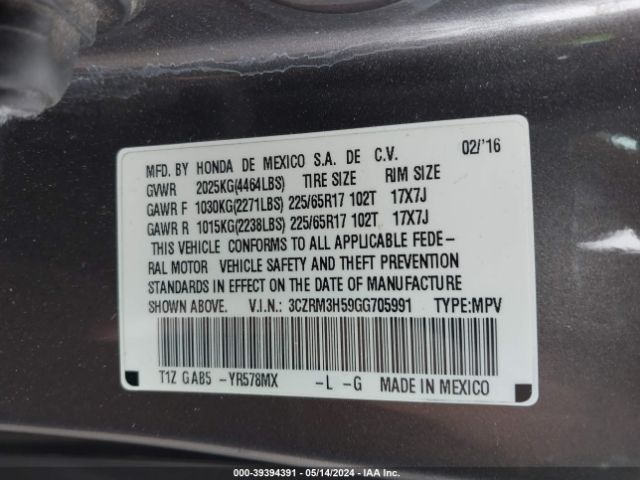 MFD. BY HONDA DE MEXICO S.A. DE C.V. 02/'16
GVWR 2025KG(4464LBS) TIRE SIZE RIM SIZE
GAWR F 1030KG(2271LBS) 225/65R17 102T 17X7J
GAWR R 1015KG(2238LBS) 225/65R17 102T 17X7J
THIS VEHICLE CONFORMS TO ALL APPLICABLE FEDE-
RAL MOTOR VEHICLE SAFETY AND THEFT PREVENTION
STANDARDS IN EFFECT ON THE DATE OF MANUFACTURE
SHOWN ABOVE. V.I.N.: 3CZRM3H59GG705991 TYPE:MPV
T1Z GAB5 -YR578MX -L -G MADE IN MEXICO
000-39394391 - 05/14/2024 - IAA Inc.